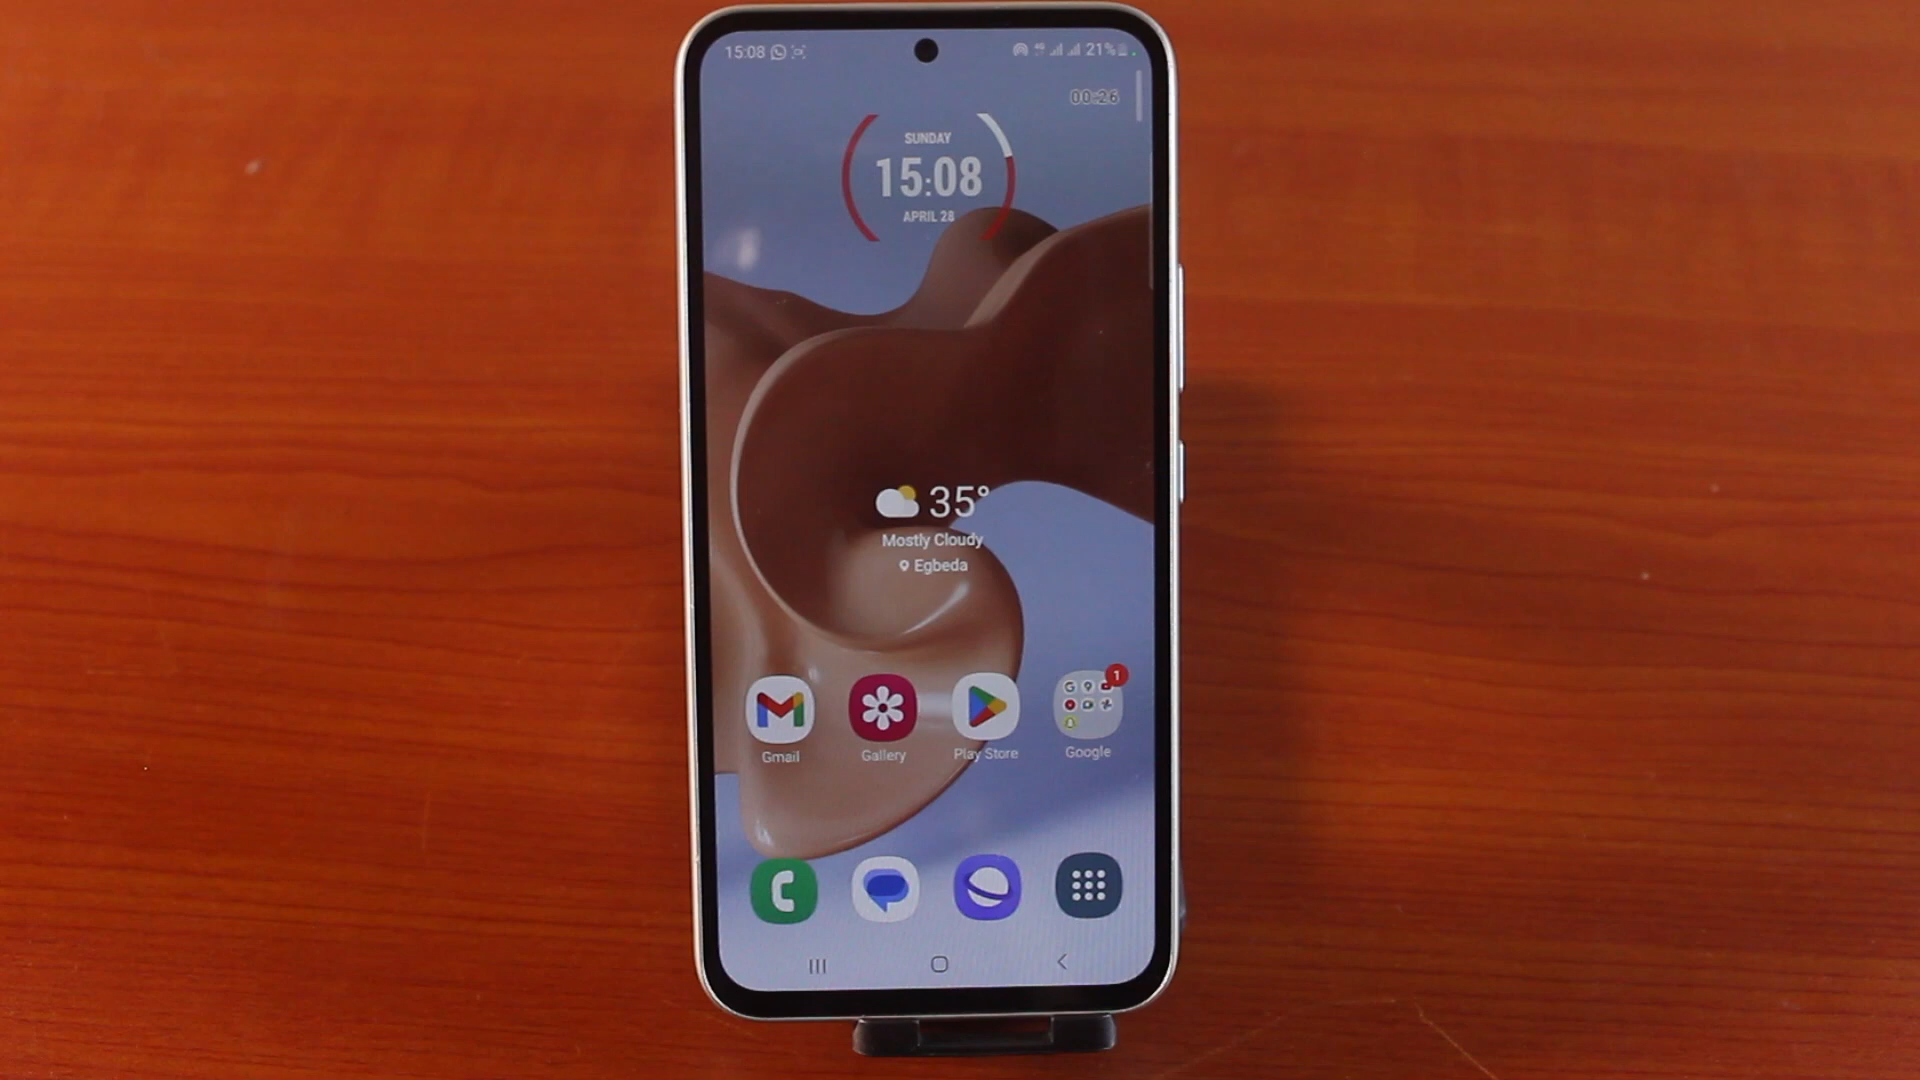 15:08
4G 21%
00:26
SUNDAY
15:08
APRIL 28
35°
Mostly Cloudy
Egbeda
1
Gmail
Gallery
Play Store
Google